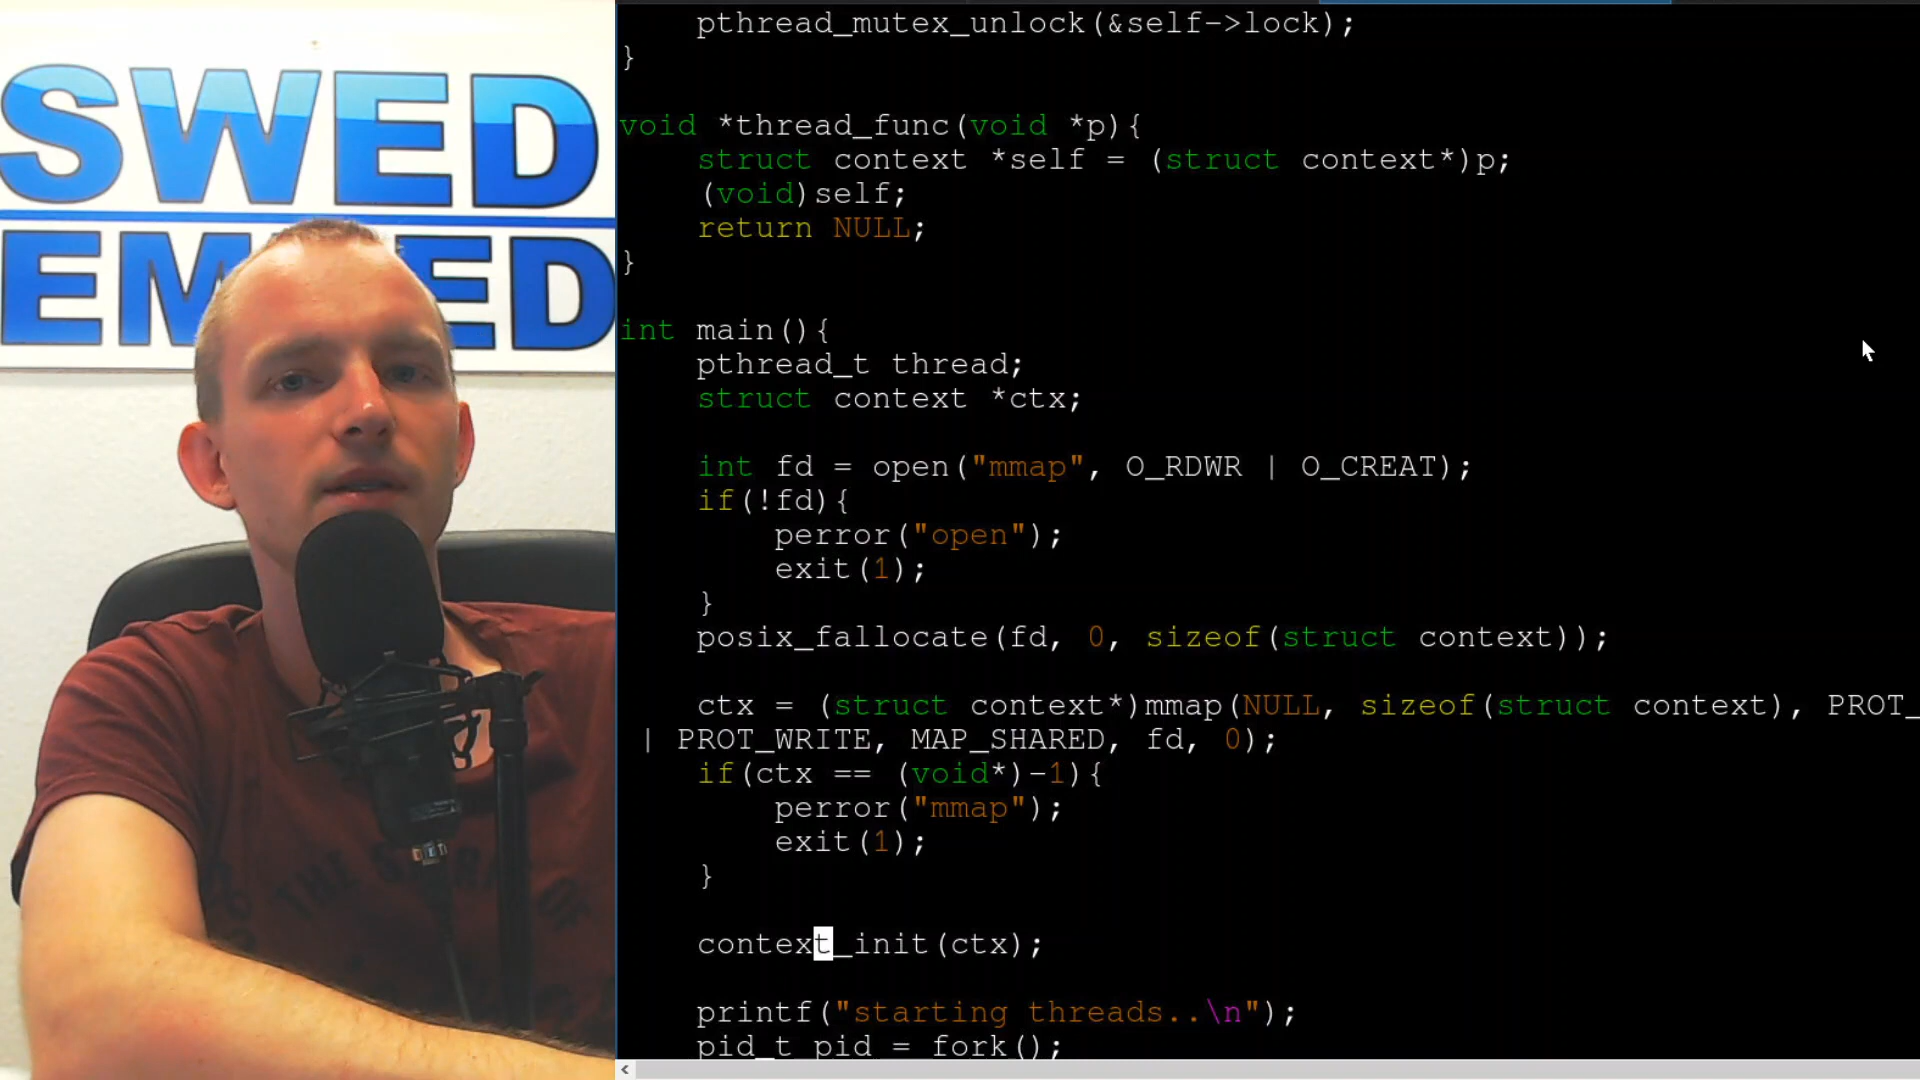 SWED
EMBED
THE
OF
pthread_mutex_unlock(&self->lock);
}
void *thread_func(void *p){
struct context *self = (struct context*)p;
(void)self;
return NULL;
}
int main(){
pthread_t thread;
struct context *ctx;
int fd = open("mmap", O_RDWR | O_CREAT);
if(!fd){
perror("open");
exit(1);
}
posix_fallocate(fd, 0, sizeof(struct context));
ctx = (struct context*)mmap(NULL, sizeof(struct context), PROT_
| PROT_WRITE, MAP_SHARED, fd, 0);
if(ctx == (void*)-1){
perror("mmap");
exit(1);
}
context_init(ctx);
printf("starting threads..\n");
pid_t pid = fork();